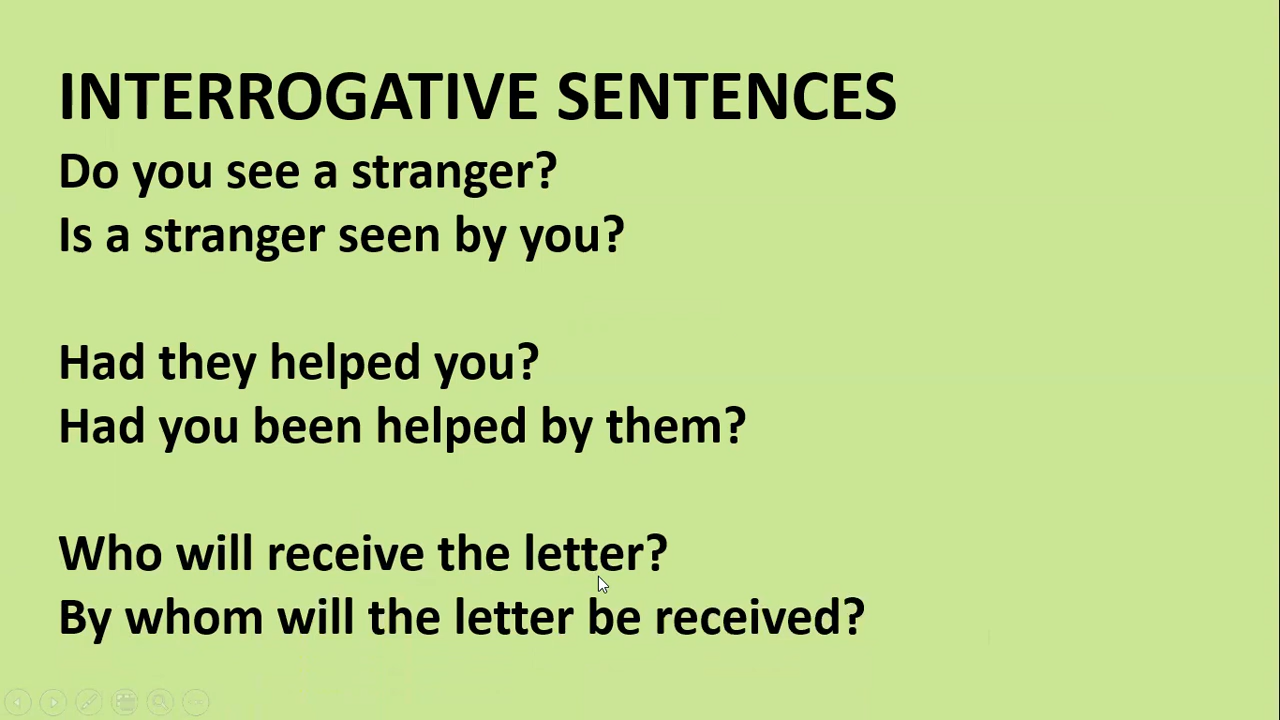 INTERROGATIVE SENTENCES
Do you see a stranger?
Is a stranger seen by you?
Had they helped you?
Had you been helped by them?
Who will receive the letter?
By whom will the letter be received?